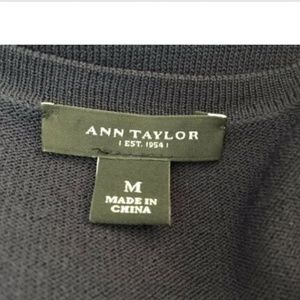 ANN TAYLOR
| EST. 1954 |
M
MADE IN
CHINA